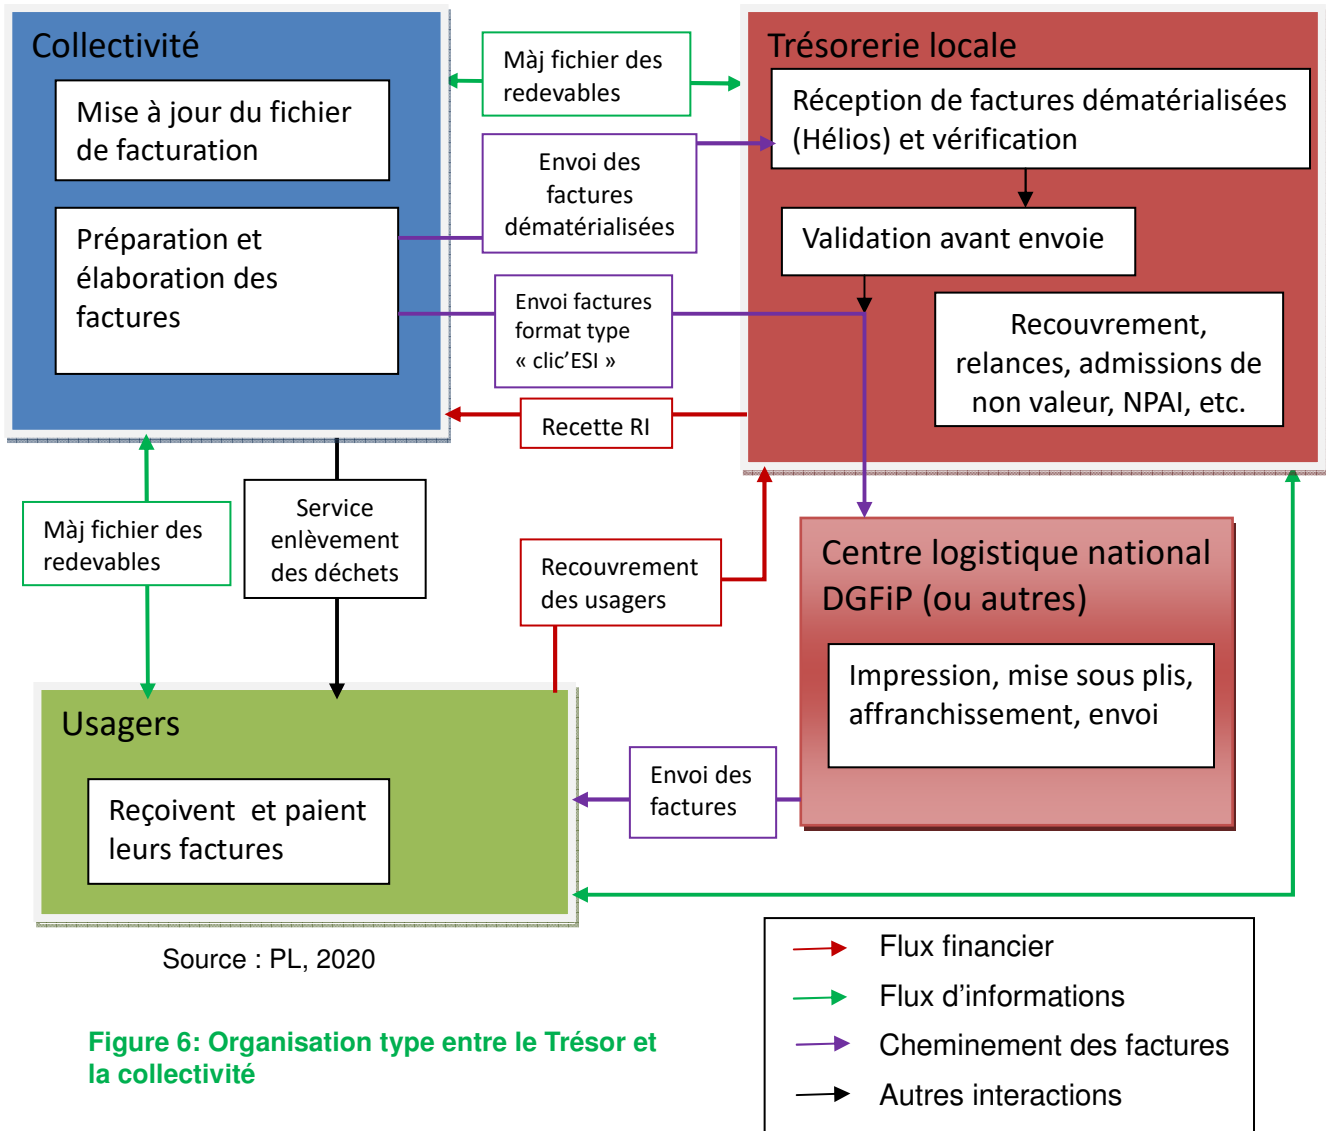 Collectivité
Mise à jour du fichier
de facturation
Préparation et
élaboration des
factures
Màj fichier des
redevables
Envoi des
factures
dématérialisées
Envoi factures
format type
« clic’ESI »
Recette RI
Trésorerie locale
Réception de factures dématérialisées
(Hélios) et vérification
Validation avant envoie
Recouvrement,
relances, admissions de
non valeur, NPAI, etc.
Màj fichier des
redevables
Service
enlèvement
des déchets
Recouvrement
des usagers
Centre logistique national
DGFiP (ou autres)
Impression, mise sous plis,
affranchissement, envoi
Usagers
Reçoivent et paient
leurs factures
Envoi des
factures
Source : PL, 2020
Figure 6: Organisation type entre le Trésor et
la collectivité
Flux financier
Flux d’informations
Cheminement des factures
Autres interactions